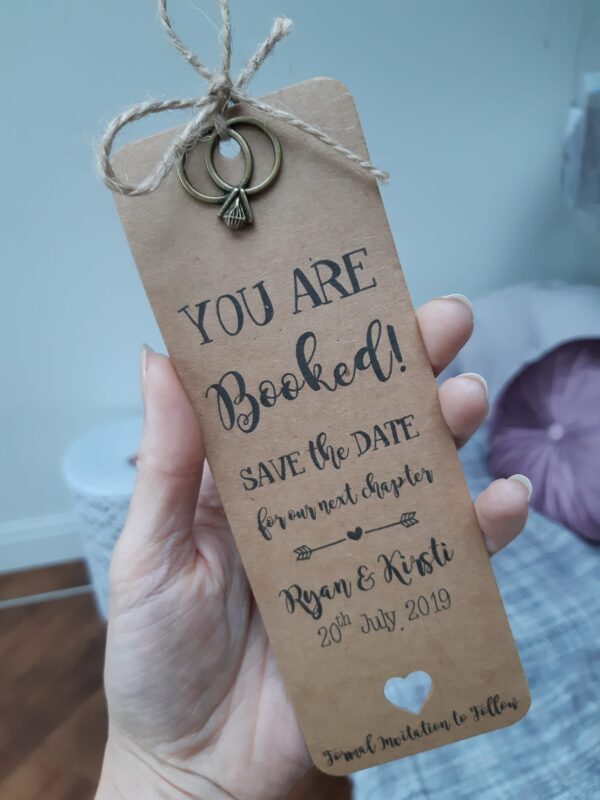 YOU ARE
Booked!
SAVE the DATE
for our next chapter
Ryan & Kirsti
20th July 2019
Formal Invitation to Follow